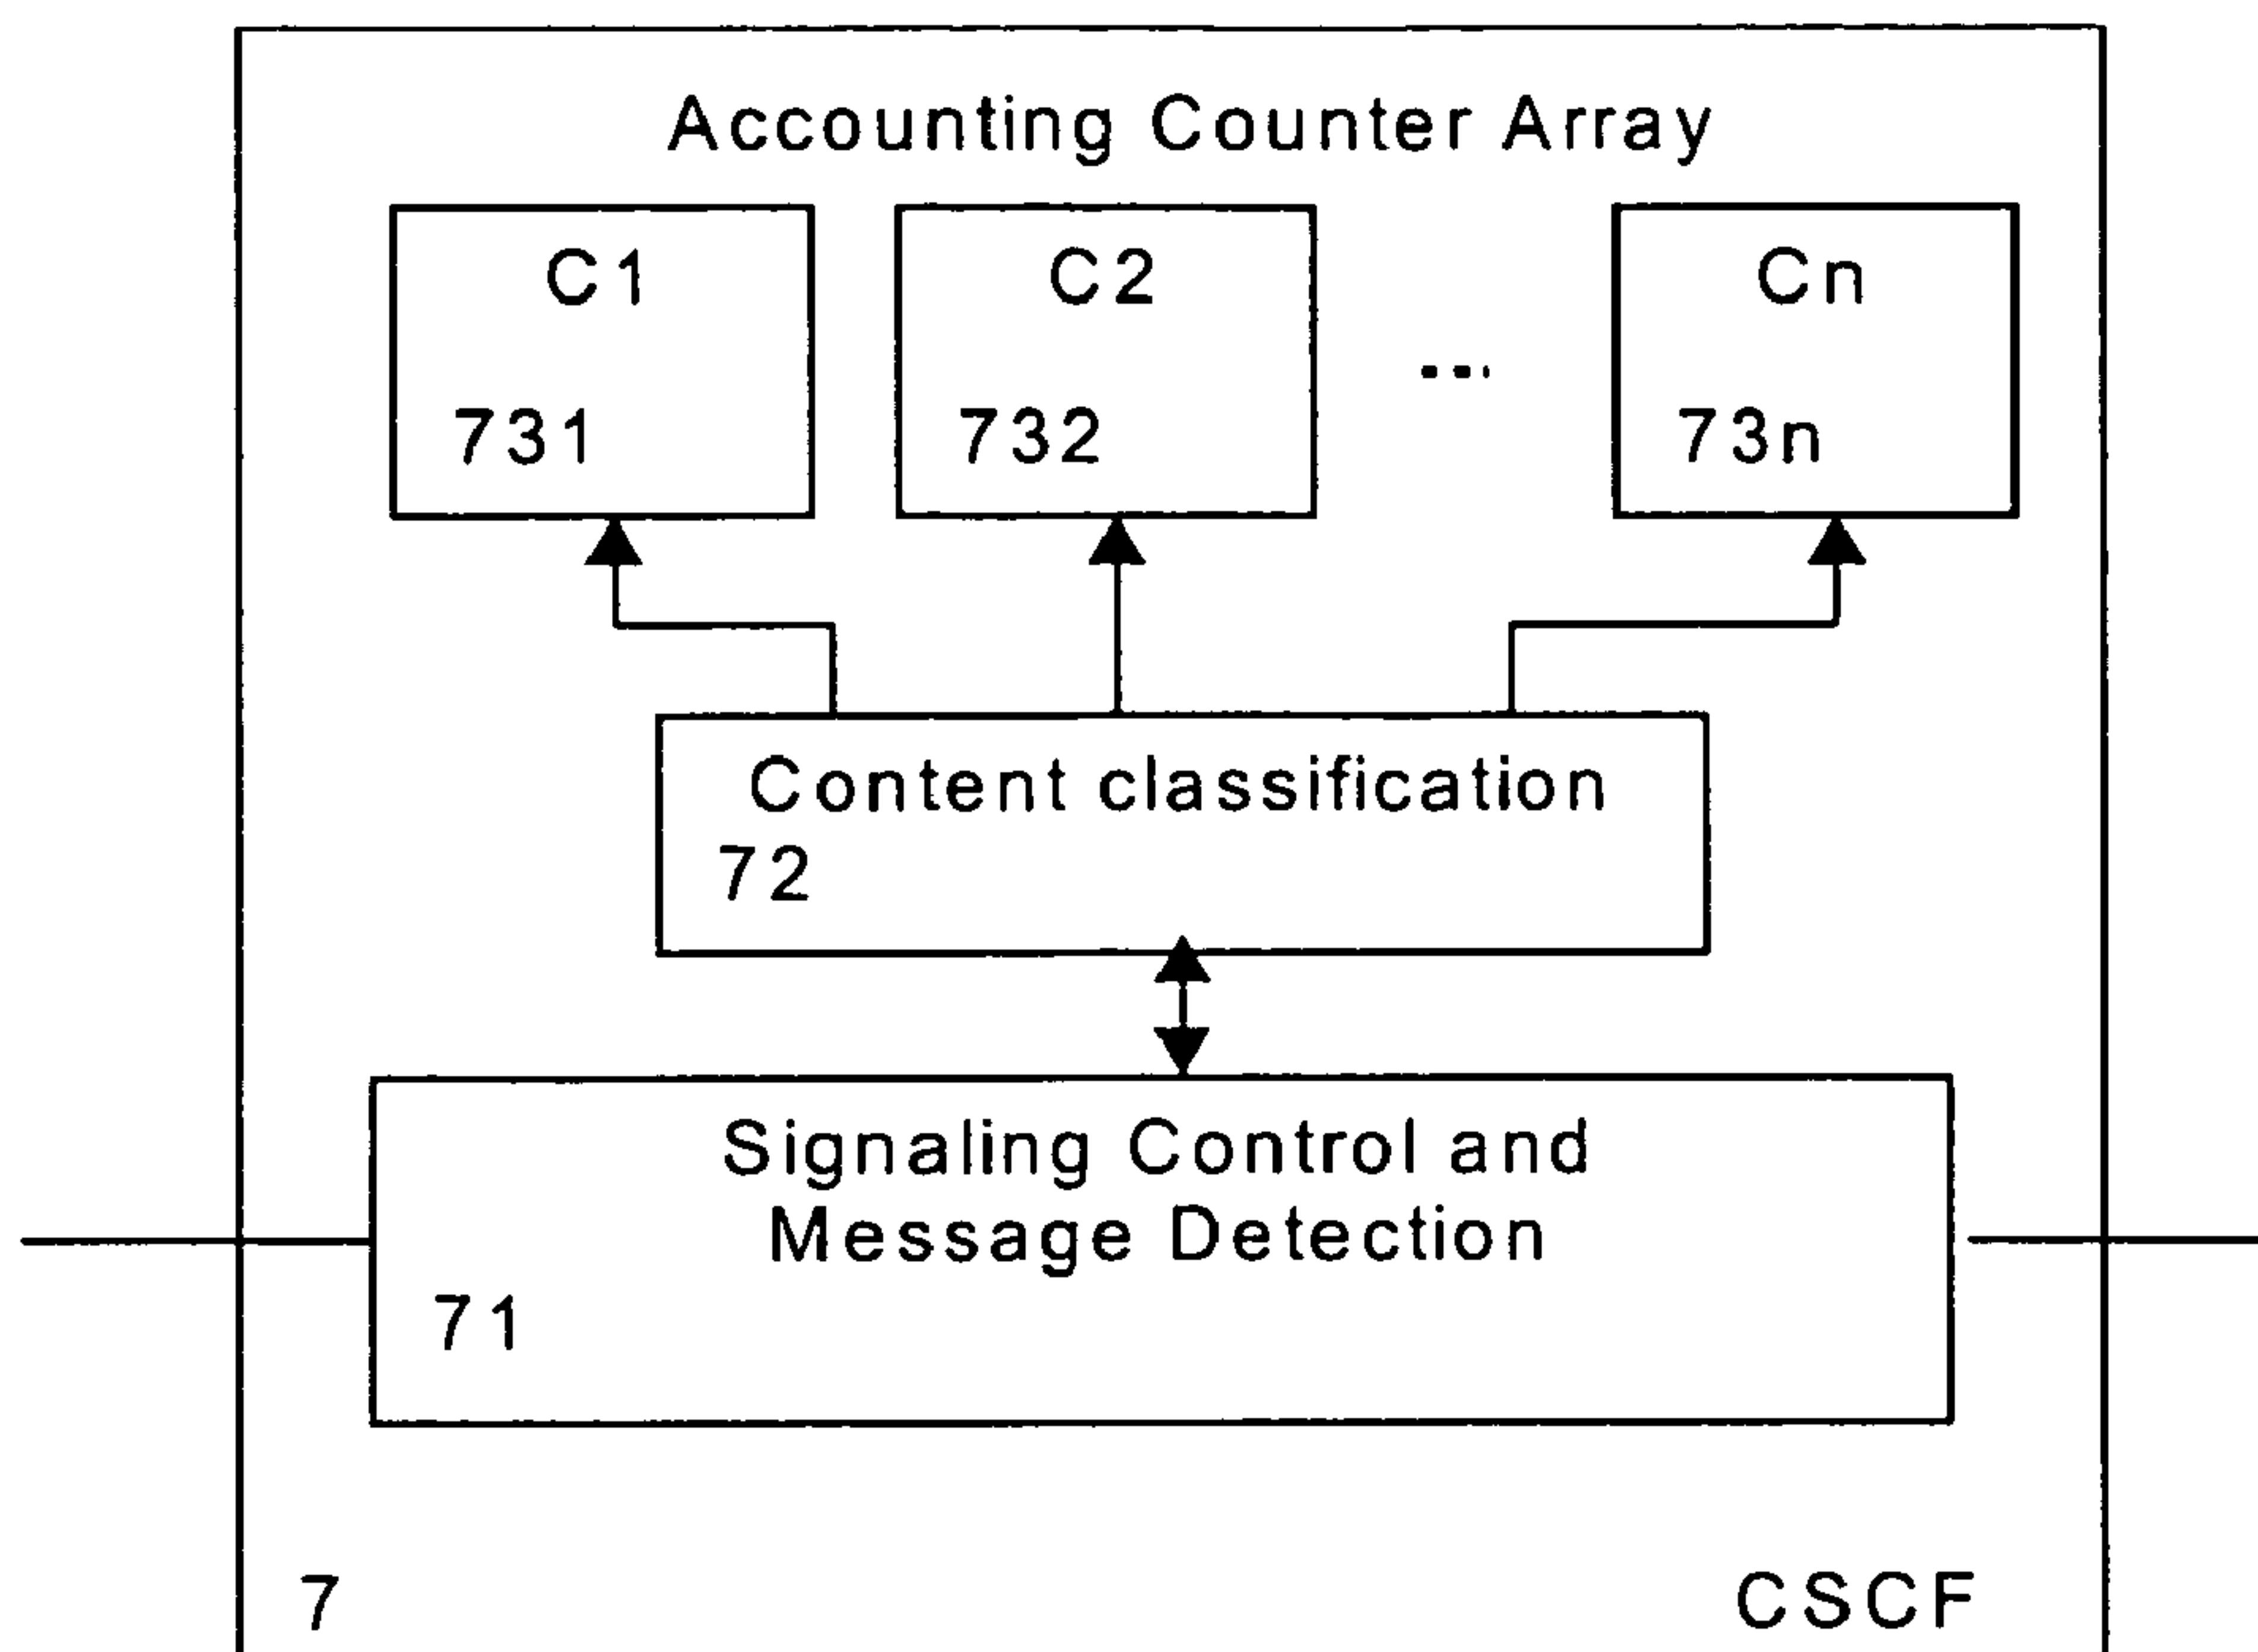 Accounting Counter Array
C1 C2 Cn
...
731 732 73n
Content classification
72
Signaling Control and
Message Detection
71
7 CSCF